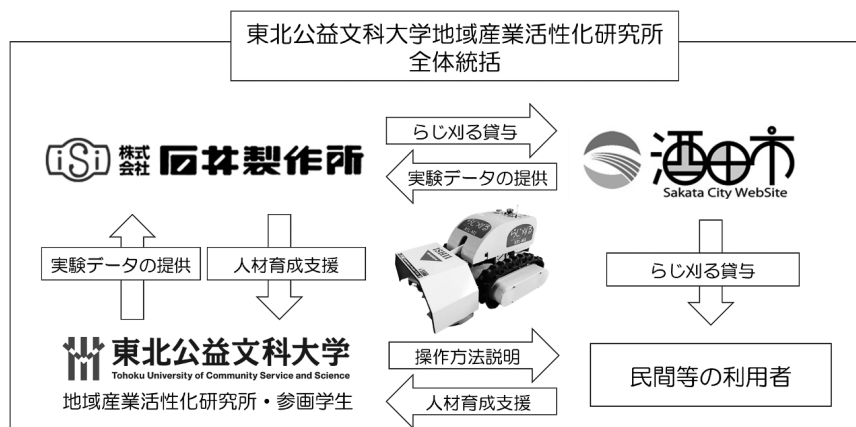 東北公益文科大学地域産業活性化研究所
全体統括
iSi 株式会社 石井製作所
らじ刈る貸与
実験データの提供
酒田市
Sakata City WebSite
実験データの提供
人材育成支援
らじ刈る貸与
東北公益文科大学
Tohoku University of Community Service and Science
地域産業活性化研究所・参画学生
操作方法説明
人材育成支援
民間等の利用者